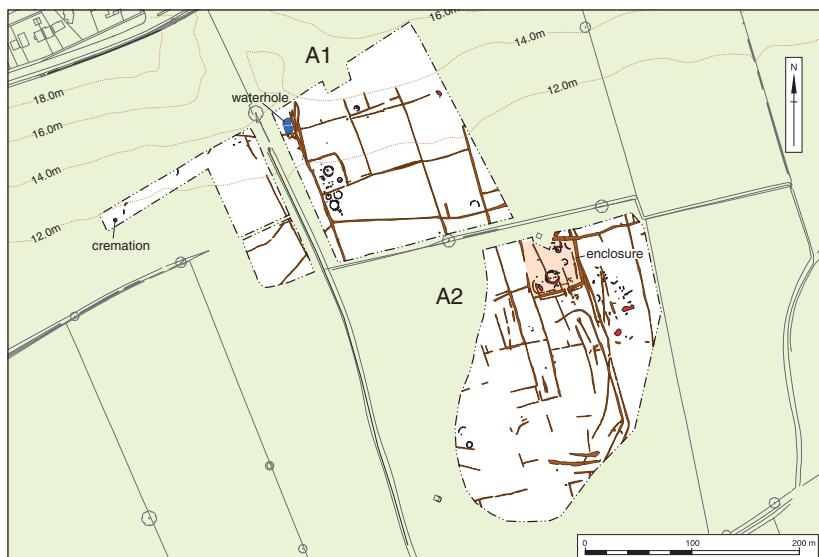 16.0m
A1
14.0m
N
12.0m
18.0m
waterhole
16.0m
14.0m
12.0m
cremation
enclosure
A2
0
100
200 m